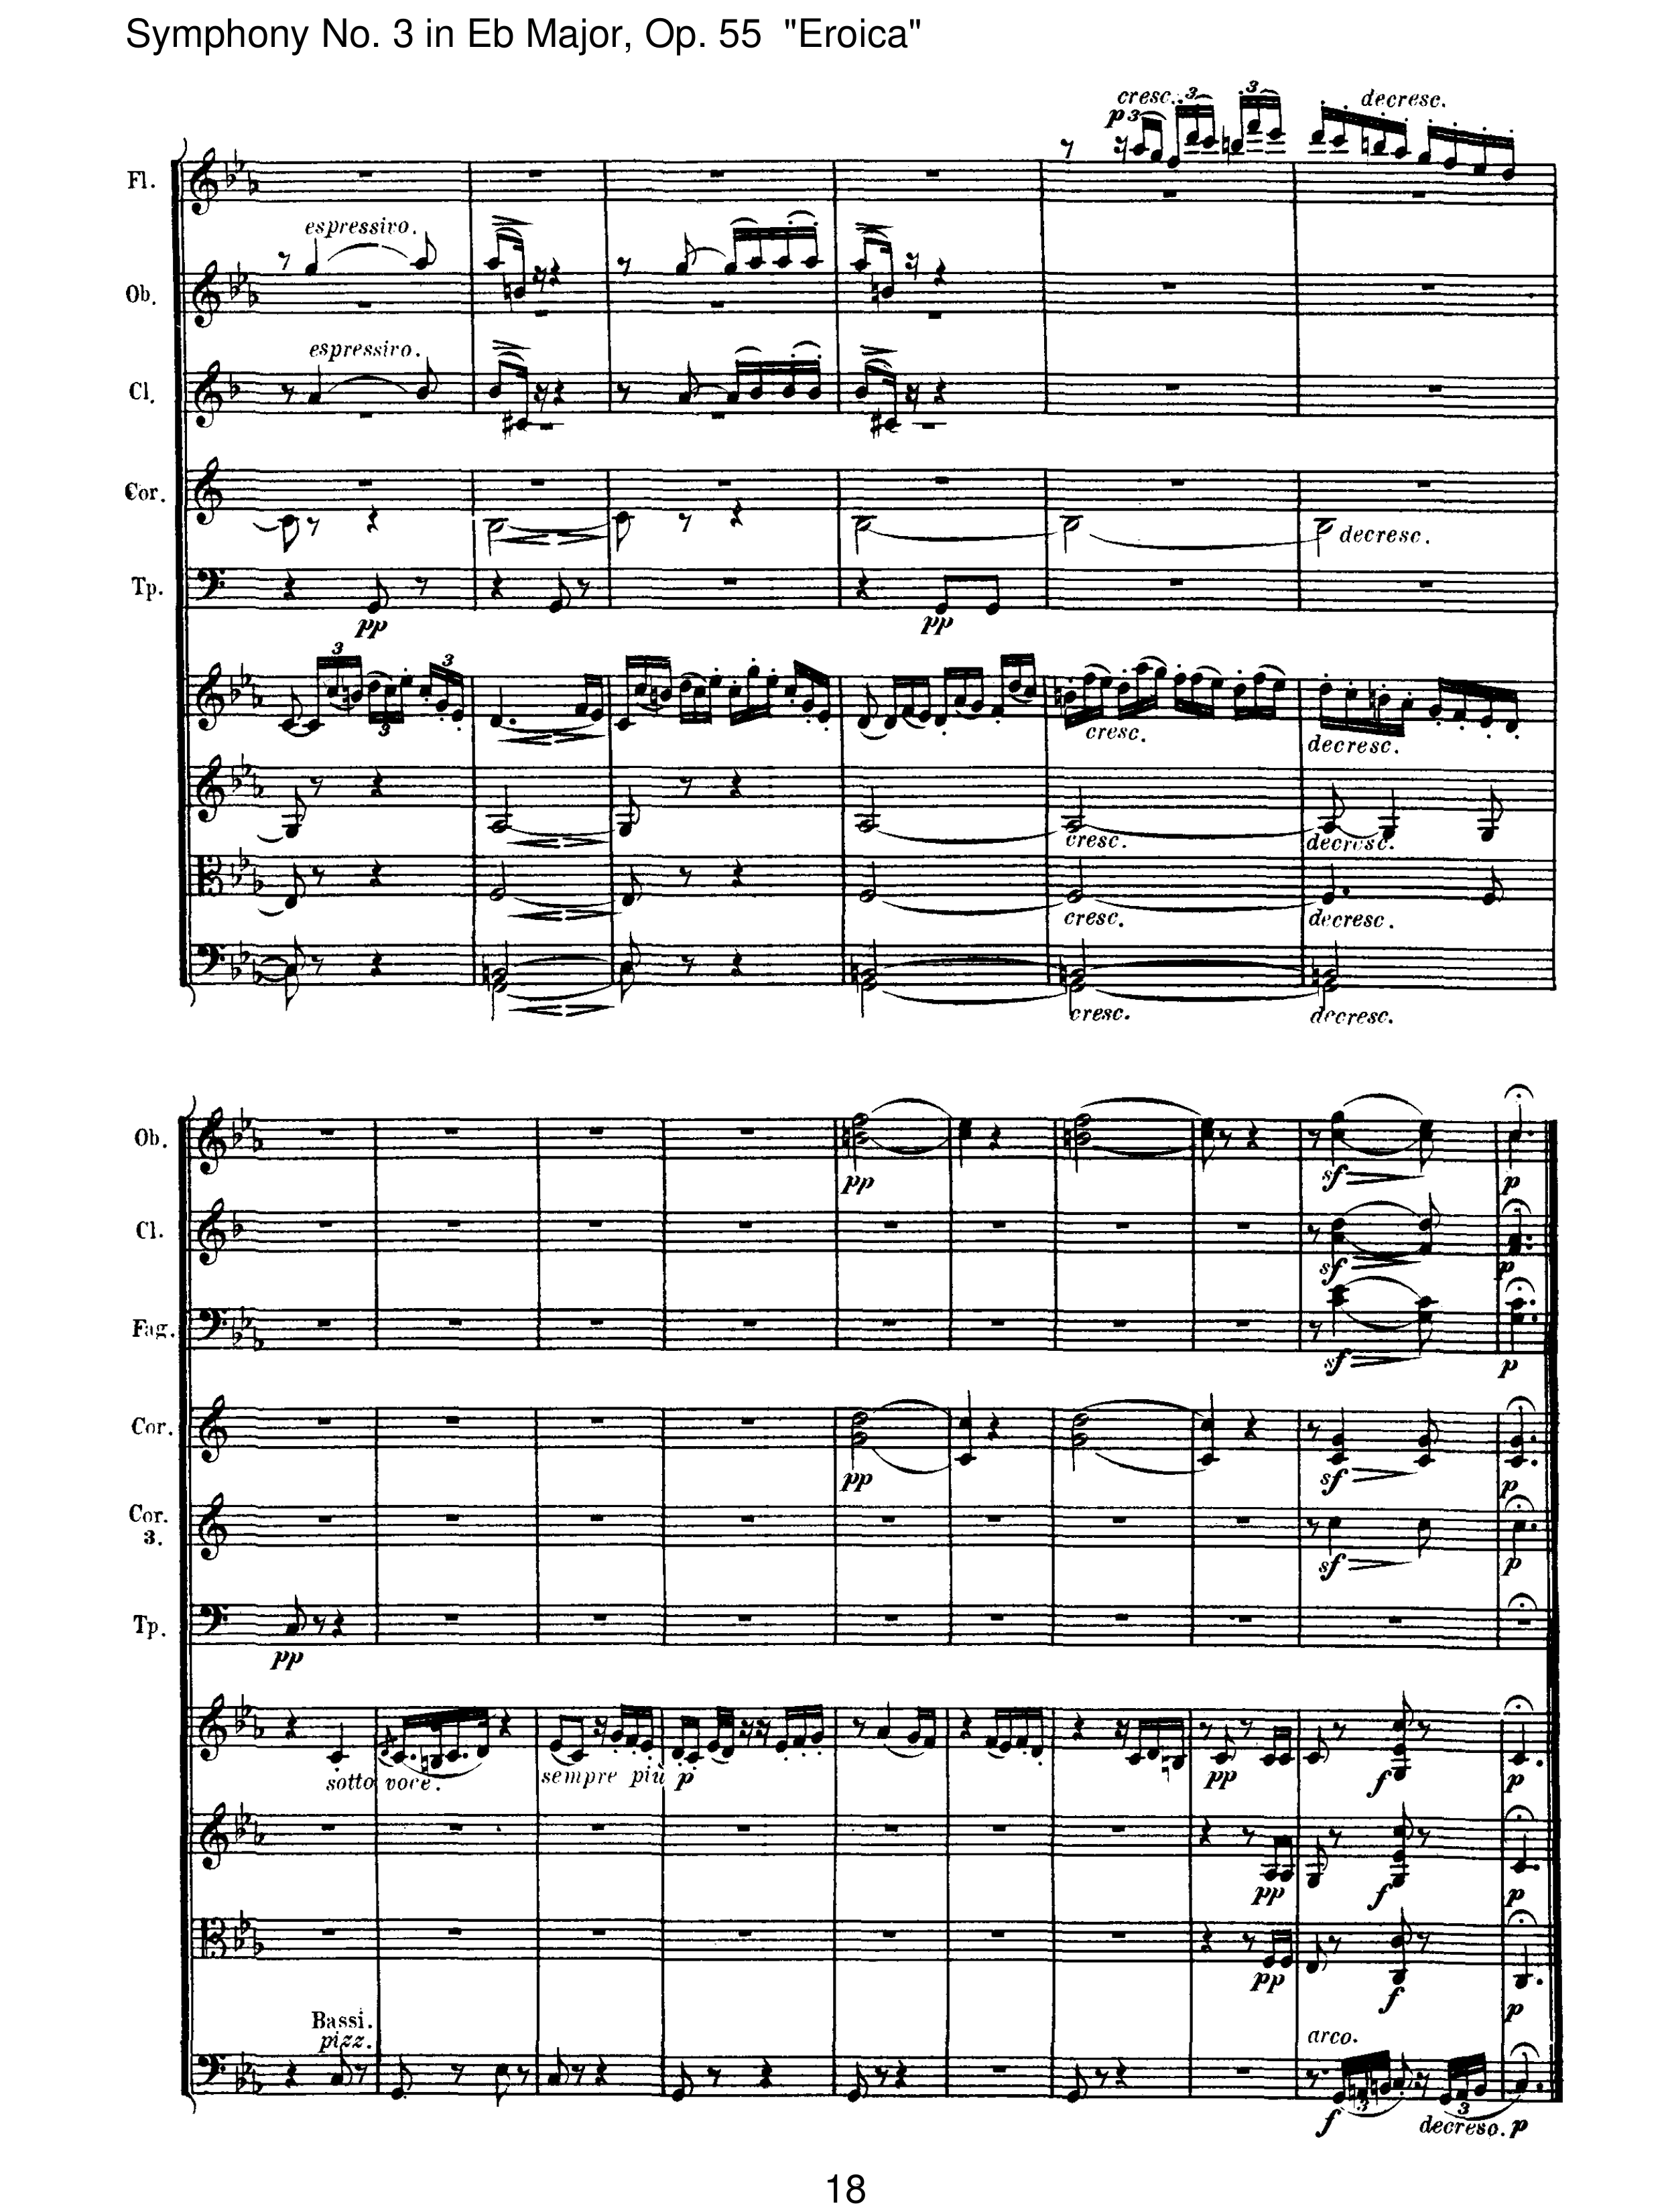 Symphony No. 3 in Eb Major, Op. 55 "Eroica"
cresc.
decresc.
p 3 3 3
Fl.
espressivo.
Ob.
espressivo.
Cl.
Cor.
decresc.
Tp.
pp pp
3 3 3
cresc. decresc.
cresc. decresc.
cresc. decresc.
cresc. decresc.
Ob.
pp sf p
Cl.
sf p
Fag.
sf p
Cor.
pp sf p
Cor.
3.
sf p
Tp.
pp
sotto voce. sempre più p pp f p
pp f p
pp f p
Bassi.
pizz. arco.
f 3 3 decreso. p
18